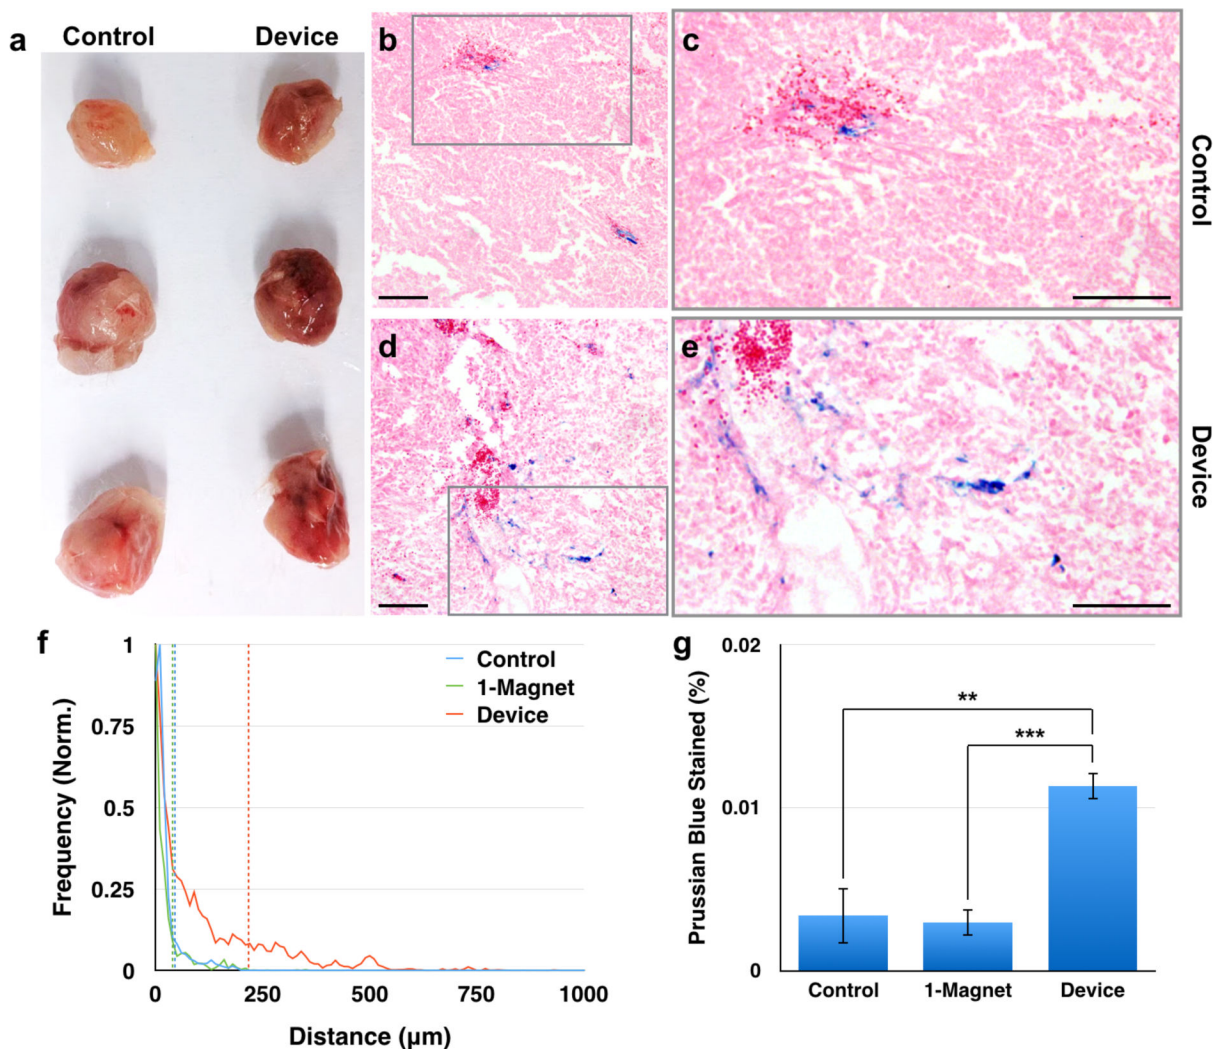 a
Control
Device
b
c
Control
d
e
Device
f
1
0.75
0.5
0.25
0
Frequency (Norm.)
Control
1-Magnet
Device
0 250 500 750 1000
Distance (μm)
g
0.02
0.01
0
Prussian Blue Stained (%)
**
***
Control 1-Magnet Device